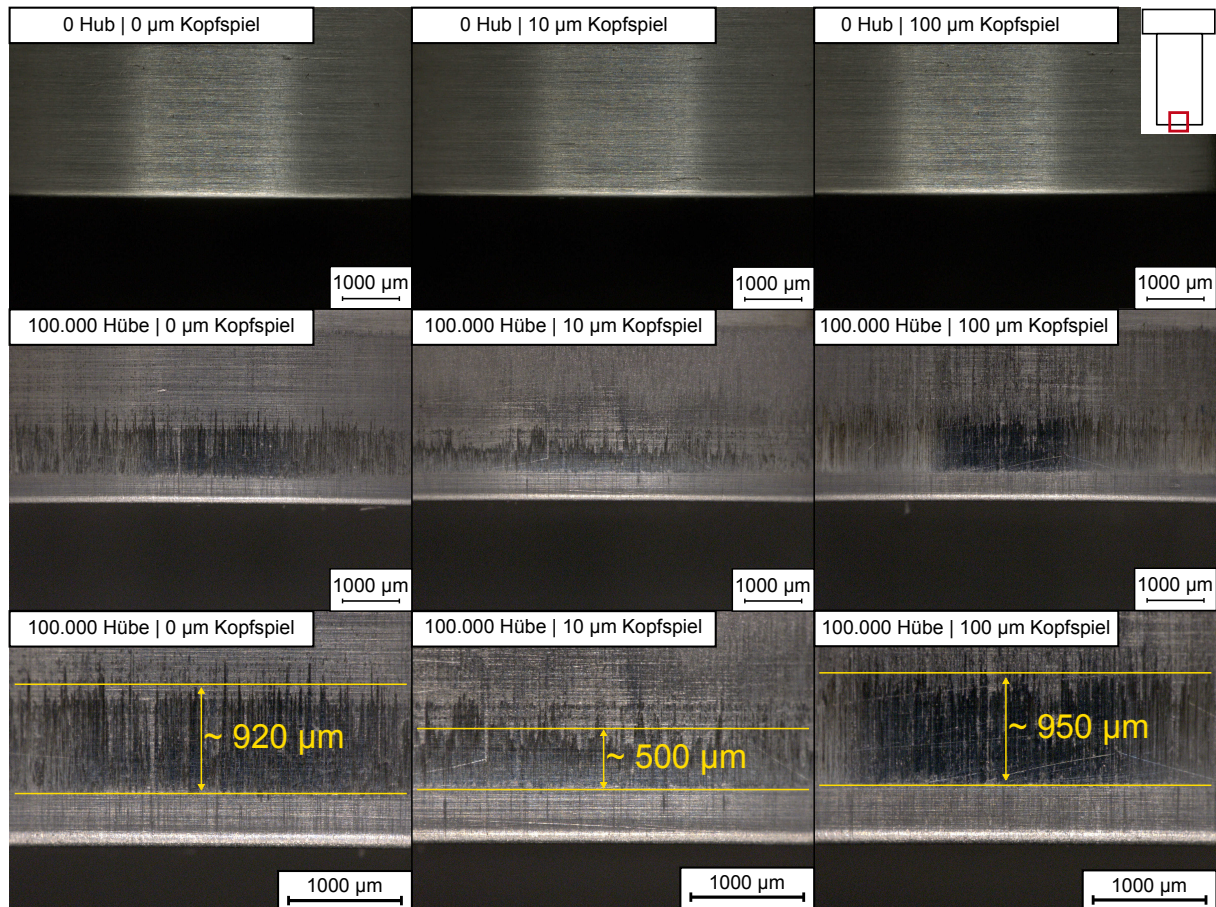 0 Hub | 0 µm Kopfspiel
0 Hub | 10 µm Kopfspiel
0 Hub | 100 µm Kopfspiel
1000 µm
1000 µm
1000 µm
100.000 Hübe | 0 µm Kopfspiel
100.000 Hübe | 10 µm Kopfspiel
100.000 Hübe | 100 µm Kopfspiel
1000 µm
1000 µm
1000 µm
100.000 Hübe | 0 µm Kopfspiel
100.000 Hübe | 10 µm Kopfspiel
100.000 Hübe | 100 µm Kopfspiel
~ 920 µm
~ 500 µm
~ 950 µm
1000 µm
1000 µm
1000 µm